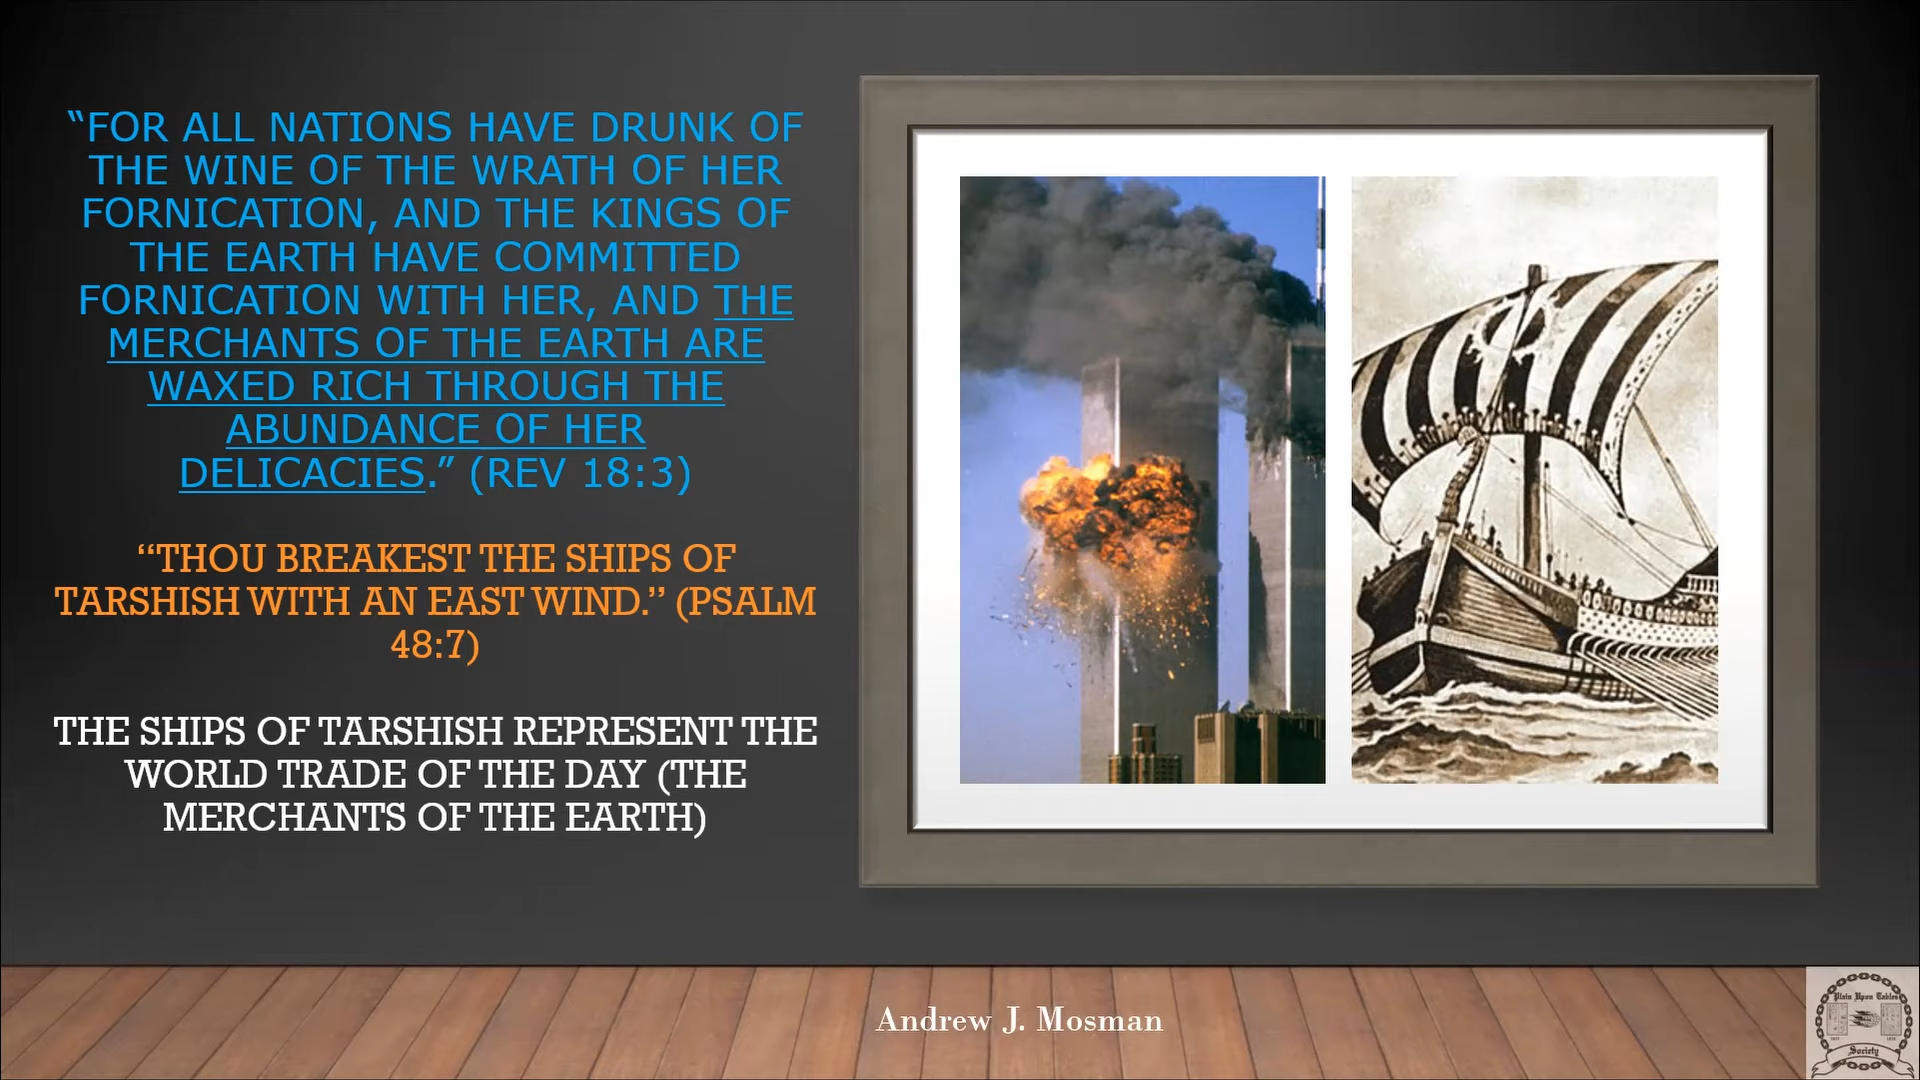 “FOR ALL NATIONS HAVE DRUNK OF
THE WINE OF THE WRATH OF HER
FORNICATION, AND THE KINGS OF
THE EARTH HAVE COMMITTED
FORNICATION WITH HER, AND THE
MERCHANTS OF THE EARTH ARE
WAXED RICH THROUGH THE
ABUNDANCE OF HER
DELICACIES.” (REV 18:3)
“THOU BREAKEST THE SHIPS OF
TARSHISH WITH AN EAST WIND.” (PSALM
48:7)
THE SHIPS OF TARSHISH REPRESENT THE
WORLD TRADE OF THE DAY (THE
MERCHANTS OF THE EARTH)
Andrew J. Mosman
Plain Upon Tables
Society